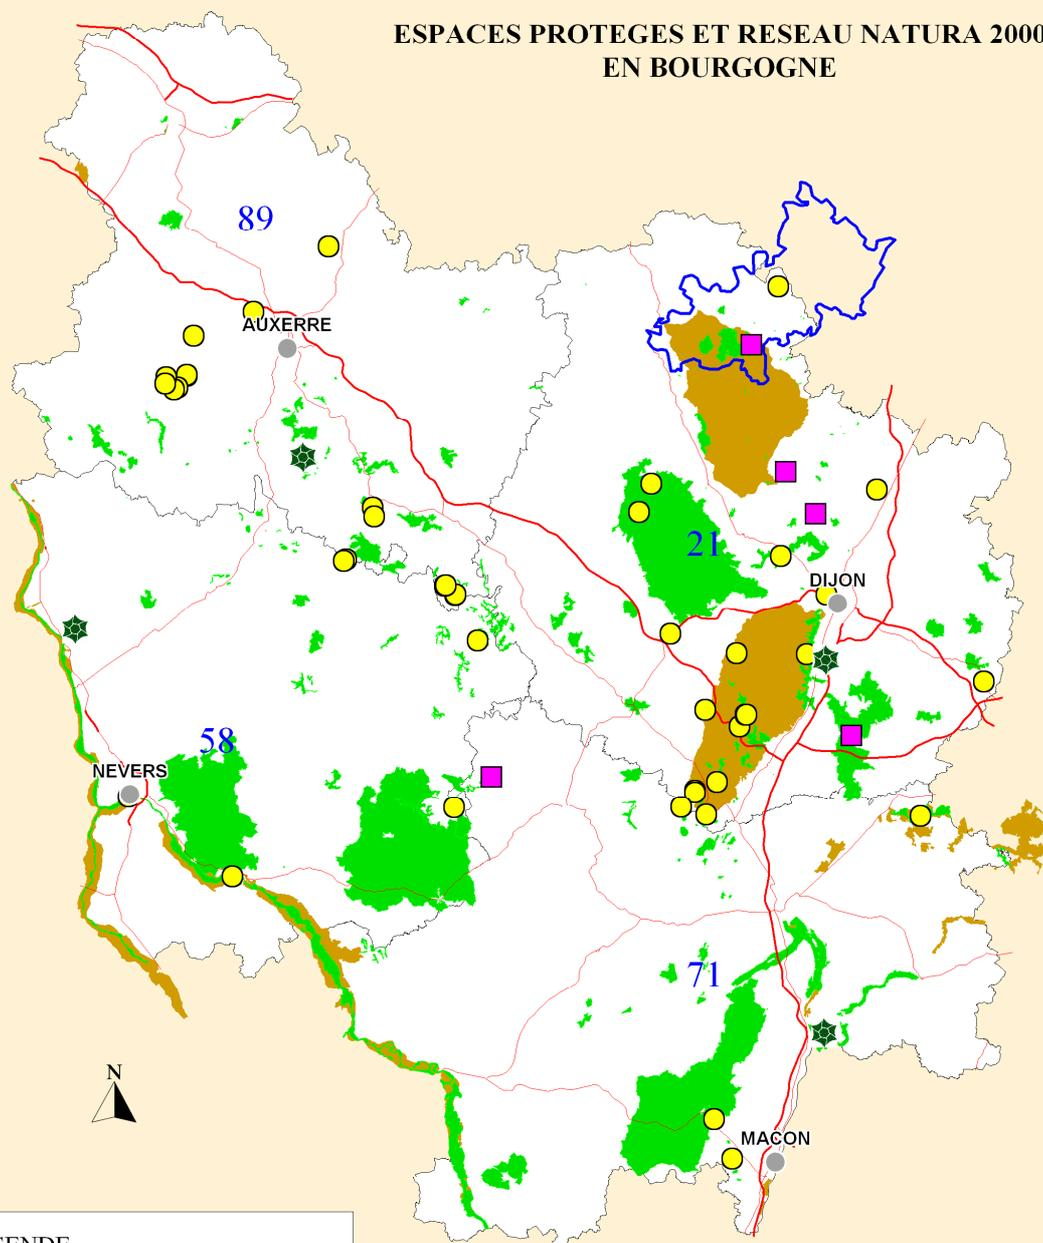 ESPACES PROTEGES ET RESEAU NATURA 2000
EN BOURGOGNE
89
AUXERRE
21
DIJON
58
NEVERS
71
N
MACON